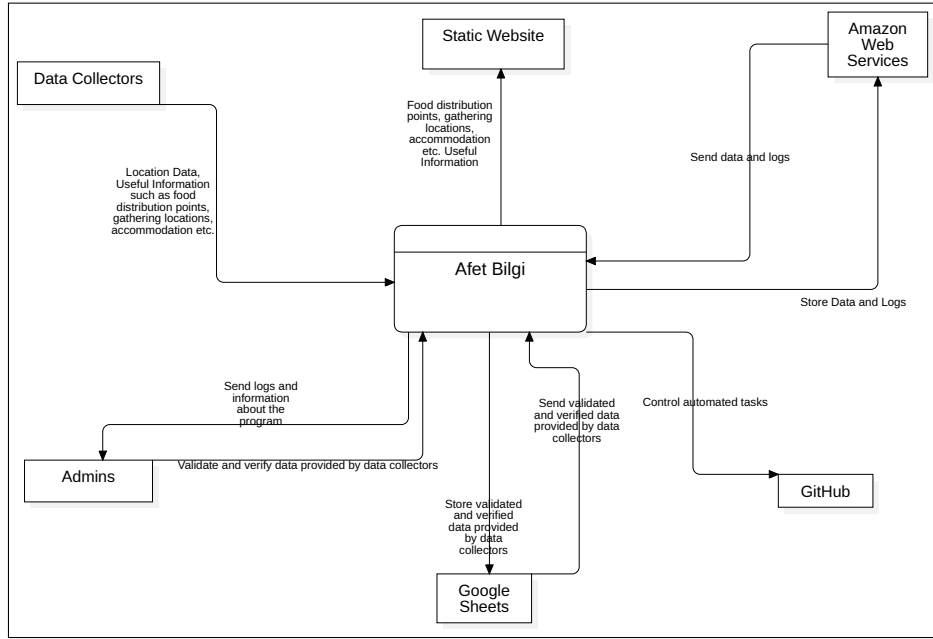 Static Website
Amazon
Web
Services
Data Collectors
Food distribution
points, gathering
locations,
accommodation
etc. Useful
Information
Send data and logs
Location Data,
Useful Information
such as food
distribution points,
gathering locations,
accommodation etc.
Afet Bilgi
Store Data and Logs
Send logs and
information
about the
program
Send validated
and verified data
provided by data
collectors
Control automated tasks
Validate and verify data provided by data collectors
Admins
GitHub
Store validated
and verified
data provided
by data
collectors
Google
Sheets